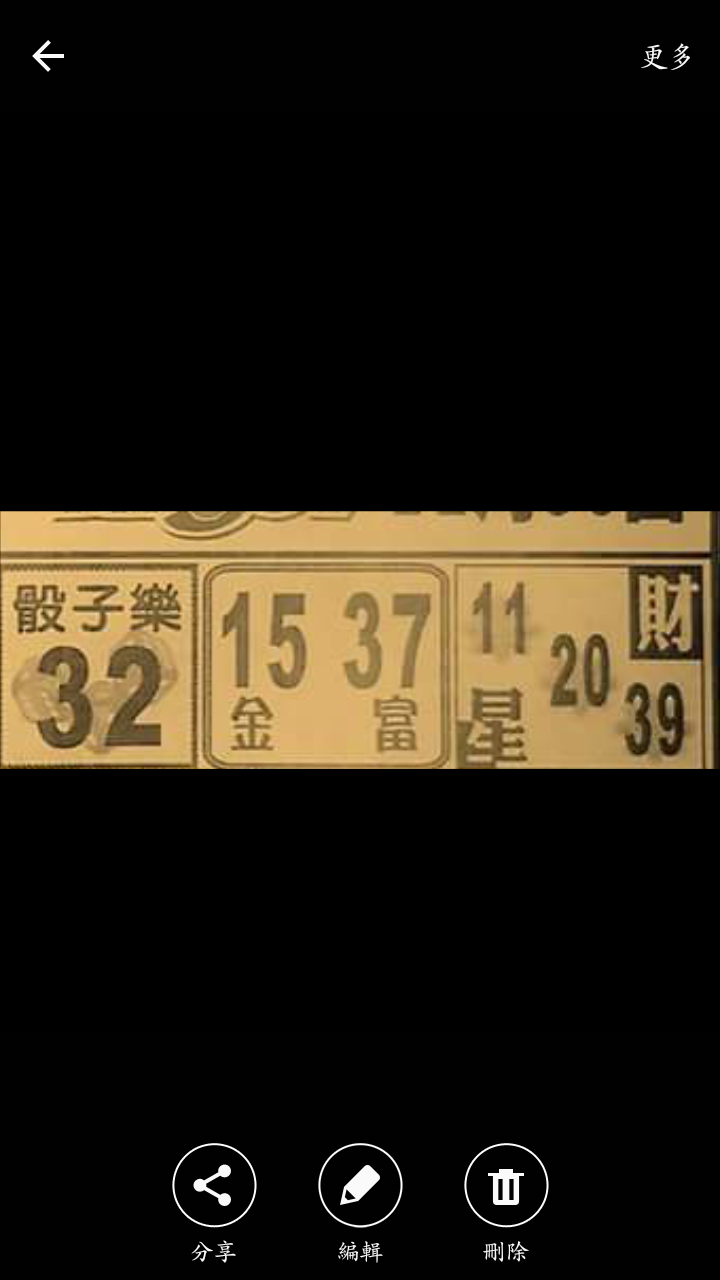 更多
骰子樂
32
15 37
金 富
財
11
20
39
星
分享 編輯 刪除